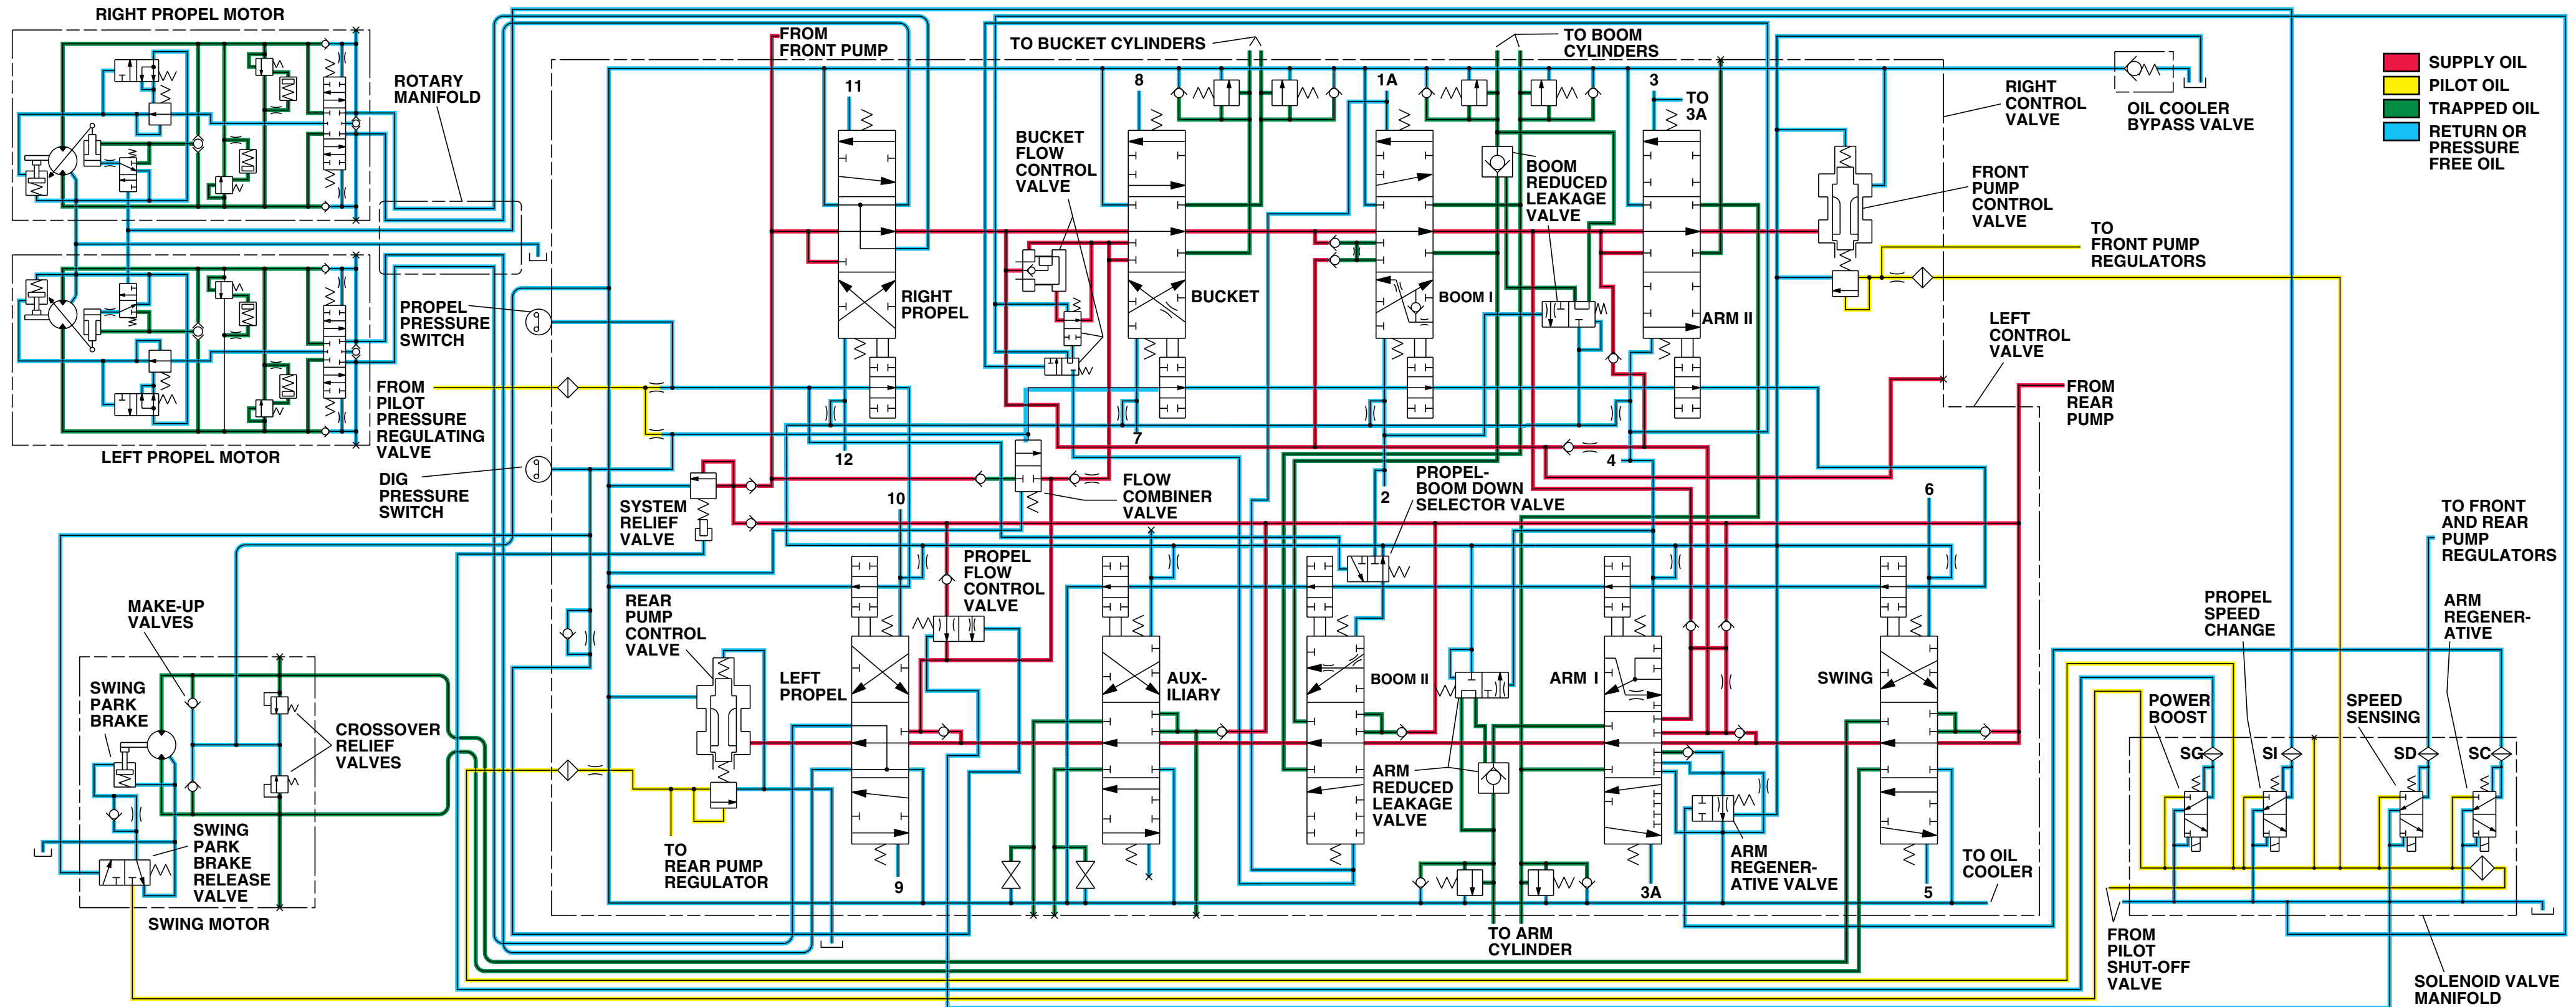 RIGHT PROPEL MOTOR
ROTARY
MANIFOLD
LEFT PROPEL MOTOR
PROPEL
PRESSURE
SWITCH
FROM
PILOT
PRESSURE
REGULATING
VALVE
DIG
PRESSURE
SWITCH
FROM
FRONT PUMP
11
RIGHT
PROPEL
12
TO BUCKET CYLINDERS
8
BUCKET
FLOW
CONTROL
VALVE
BUCKET
7
TO BOOM
CYLINDERS
1A
BOOM I
2
BOOM
REDUCED
LEAKAGE
VALVE
3
TO
3A
ARM II
4
RIGHT
CONTROL
VALVE
OIL COOLER
BYPASS VALVE
FRONT
PUMP
CONTROL
VALVE
TO
FRONT PUMP
REGULATORS
LEFT
CONTROL
VALVE
FROM
REAR
PUMP
SUPPLY OIL
PILOT OIL
TRAPPED OIL
RETURN OR
PRESSURE
FREE OIL
SYSTEM
RELIEF
VALVE
FLOW
COMBINER
VALVE
PROPEL-
BOOM DOWN
SELECTOR VALVE
10
PROPEL
FLOW
CONTROL
VALVE
REAR
PUMP
CONTROL
VALVE
LEFT
PROPEL
9
TO
REAR PUMP
REGULATOR
AUX-
ILIARY
BOOM II
ARM
REDUCED
LEAKAGE
VALVE
TO ARM
CYLINDER
ARM I
3A
ARM
REGENER-
ATIVE VALVE
6
SWING
5
TO OIL
COOLER
MAKE-UP
VALVES
SWING
PARK
BRAKE
CROSSOVER
RELIEF
VALVES
SWING
PARK
BRAKE
RELEASE
VALVE
SWING MOTOR
TO FRONT
AND REAR
PUMP
REGULATORS
PROPEL
SPEED
CHANGE
ARM
REGENER-
ATIVE
POWER
BOOST
SPEED
SENSING
SG
SI
SD
SC
FROM
PILOT
SHUT-OFF
VALVE
SOLENOID VALVE
MANIFOLD